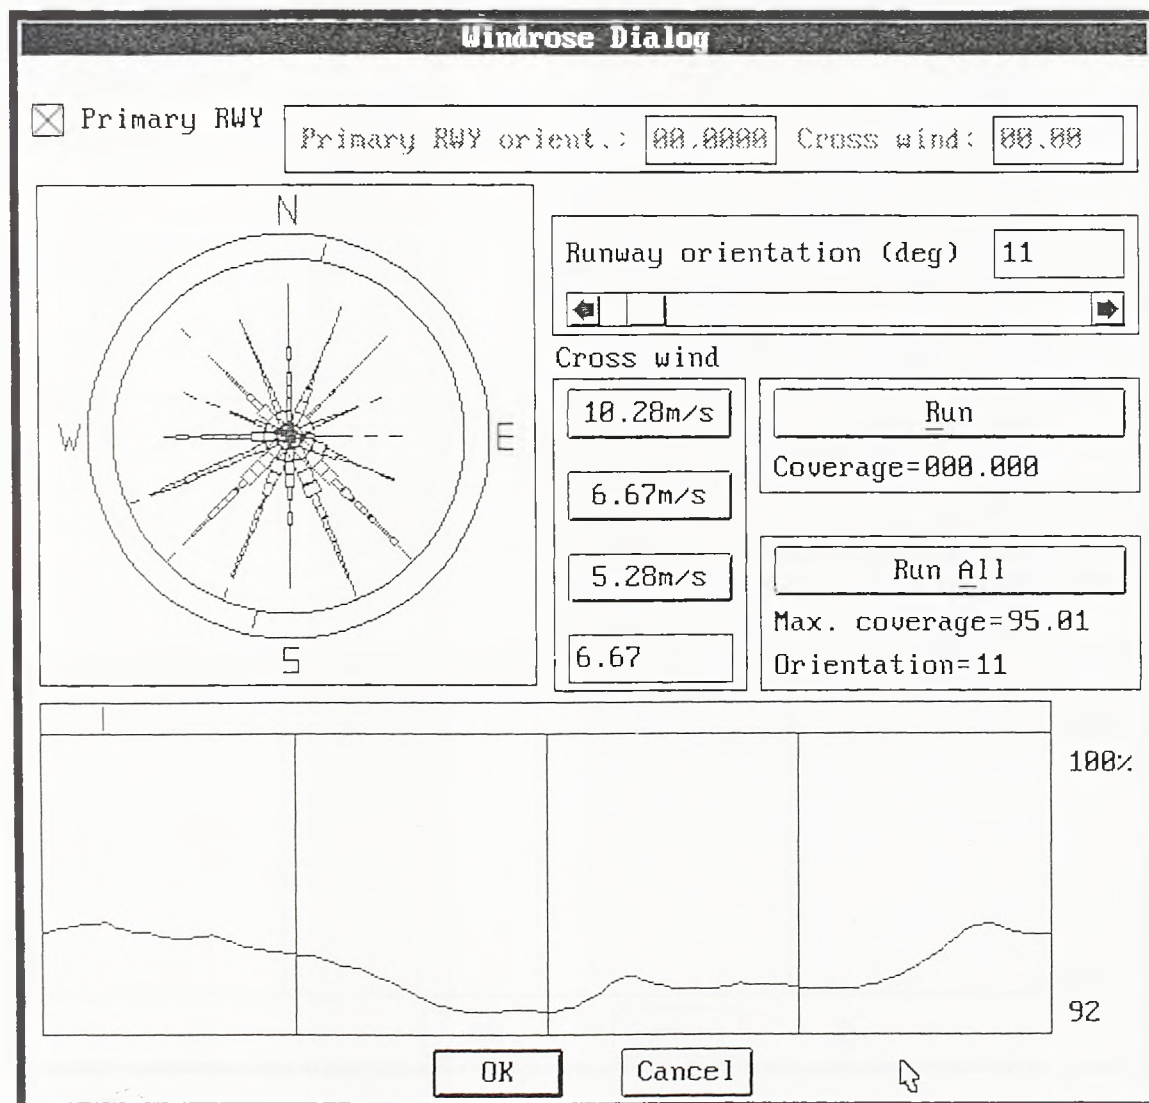 Windrose Dialog
Primary RWY
Primary RWY orient.: 00.0000 Cross wind: 00.00
N
W
E
S
Runway orientation (deg) 11
Cross wind
10.28m/s
6.67m/s
5.28m/s
6.67
Run
Coverage=000.000
Run All
Max. coverage=95.01
Orientation=11
100%
92
OK
Cancel